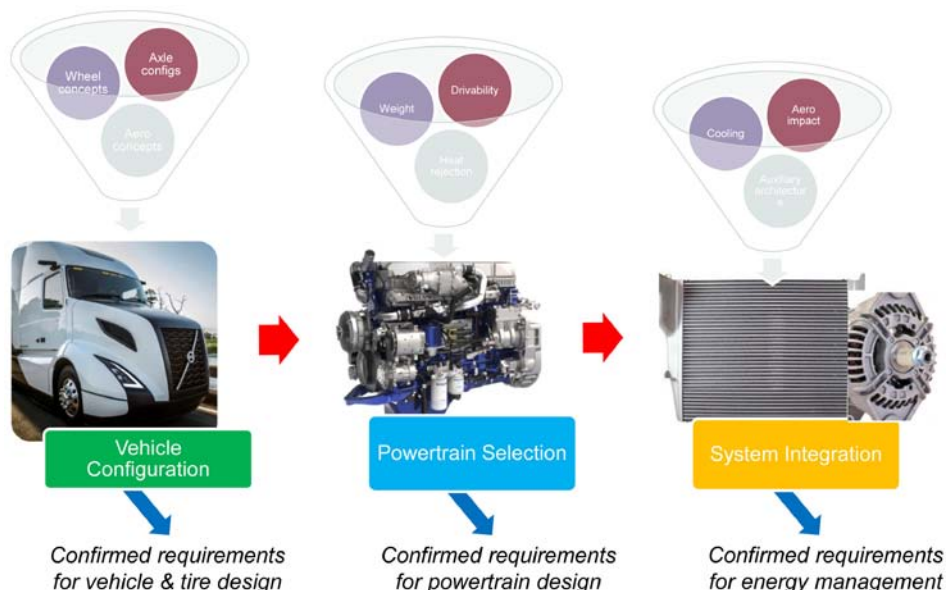 Wheel
concepts
Axle
configs
Aero concepts
Weight
Drivability
Heat
rejection
Cooling
Aero
impact
Auxiliary
architectur
e
Vehicle
Configuration
Powertrain Selection
System Integration
Confirmed requirements
for vehicle & tire design
Confirmed requirements
for powertrain design
Confirmed requirements
for energy management